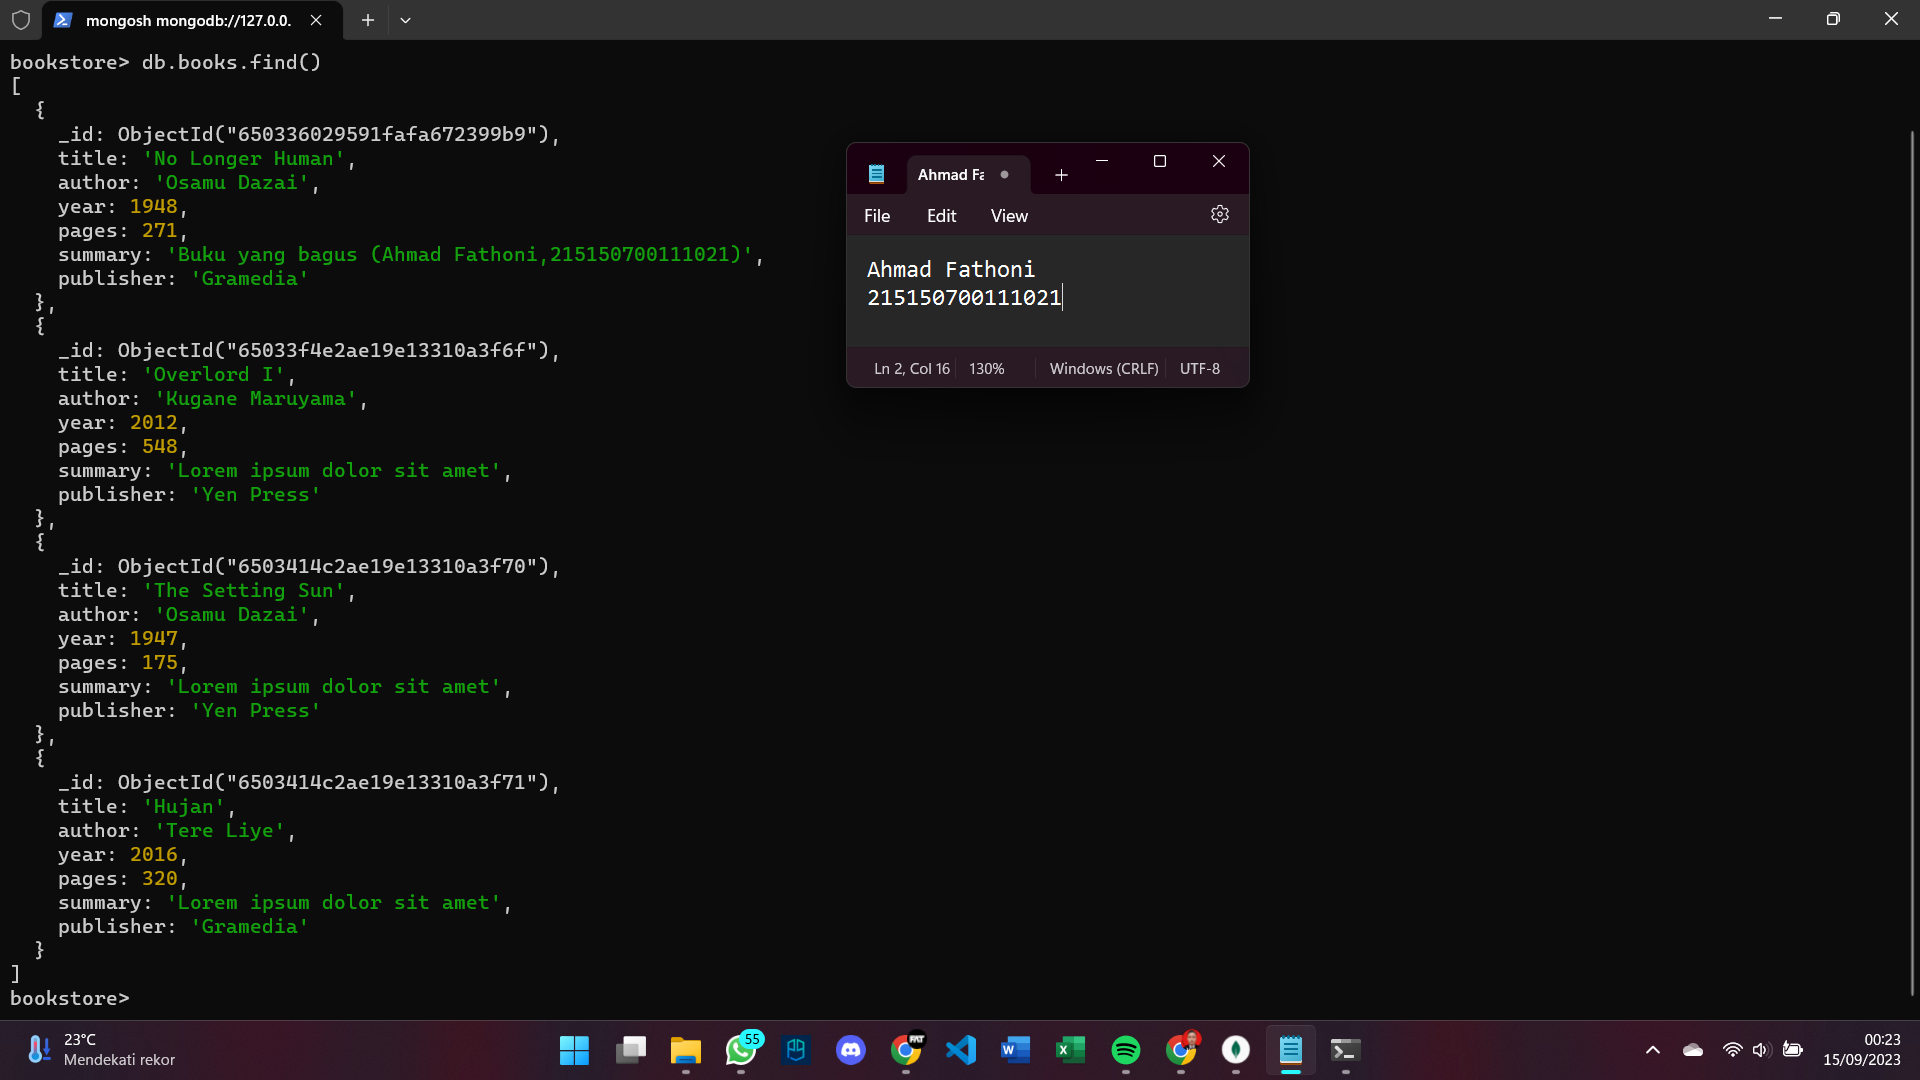 mongosh mongodb://127.0.0.
bookstore> db.books.find()
[
  {
    _id: ObjectId("650336029591fafa672399b9"),
    title: 'No Longer Human',
    author: 'Osamu Dazai',
    year: 1948,
    pages: 271,
    summary: 'Buku yang bagus (Ahmad Fathoni,215150700111021)',
    publisher: 'Gramedia'
  },
  {
    _id: ObjectId("65033f4e2ae19e13310a3f6f"),
    title: 'Overlord I',
    author: 'Kugane Maruyama',
    year: 2012,
    pages: 548,
    summary: 'Lorem ipsum dolor sit amet',
    publisher: 'Yen Press'
  },
  {
    _id: ObjectId("6503414c2ae19e13310a3f70"),
    title: 'The Setting Sun',
    author: 'Osamu Dazai',
    year: 1947,
    pages: 175,
    summary: 'Lorem ipsum dolor sit amet',
    publisher: 'Yen Press'
  },
  {
    _id: ObjectId("6503414c2ae19e13310a3f71"),
    title: 'Hujan',
    author: 'Tere Liye',
    year: 2016,
    pages: 320,
    summary: 'Lorem ipsum dolor sit amet',
    publisher: 'Gramedia'
  }
]
bookstore>
Ahmad Fa
File Edit View
Ahmad Fathoni
215150700111021
Ln 2, Col 16 130% Windows (CRLF) UTF-8
23°C
Mendekati rekor
55
FAT
00:23
15/09/2023